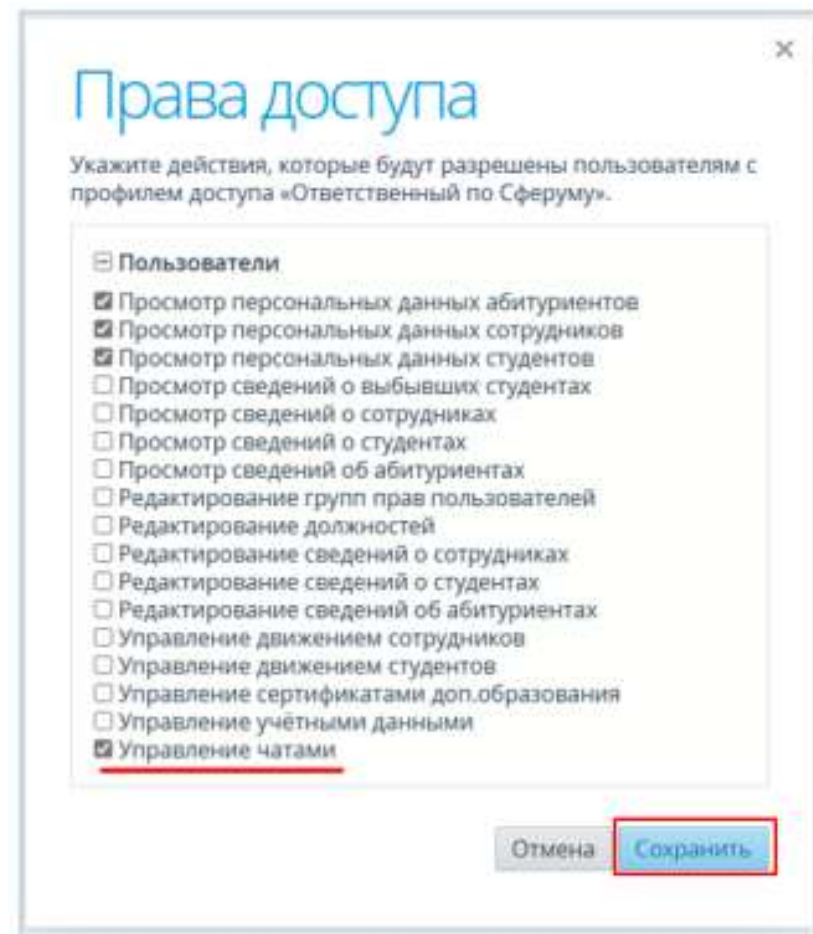 Права доступа
Укажите действия, которые будут разрешены пользователям с
профилем доступа «Ответственный по Сферуму».
Пользователи
Просмотр персональных данных абитуриентов
Просмотр персональных данных сотрудников
Просмотр персональных данных студентов
Просмотр сведений о выбывших студентах
Просмотр сведений о сотрудниках
Просмотр сведений о студентах
Просмотр сведений об абитуриентах
Редактирование групп прав пользователей
Редактирование должностей
Редактирование сведений о сотрудниках
Редактирование сведений о студентах
Редактирование сведений об абитуриентах
Управление движением сотрудников
Управление движением студентов
Управление сертификатами доп.образования
Управление учётными данными
Управление чатами
Отмена Сохранить